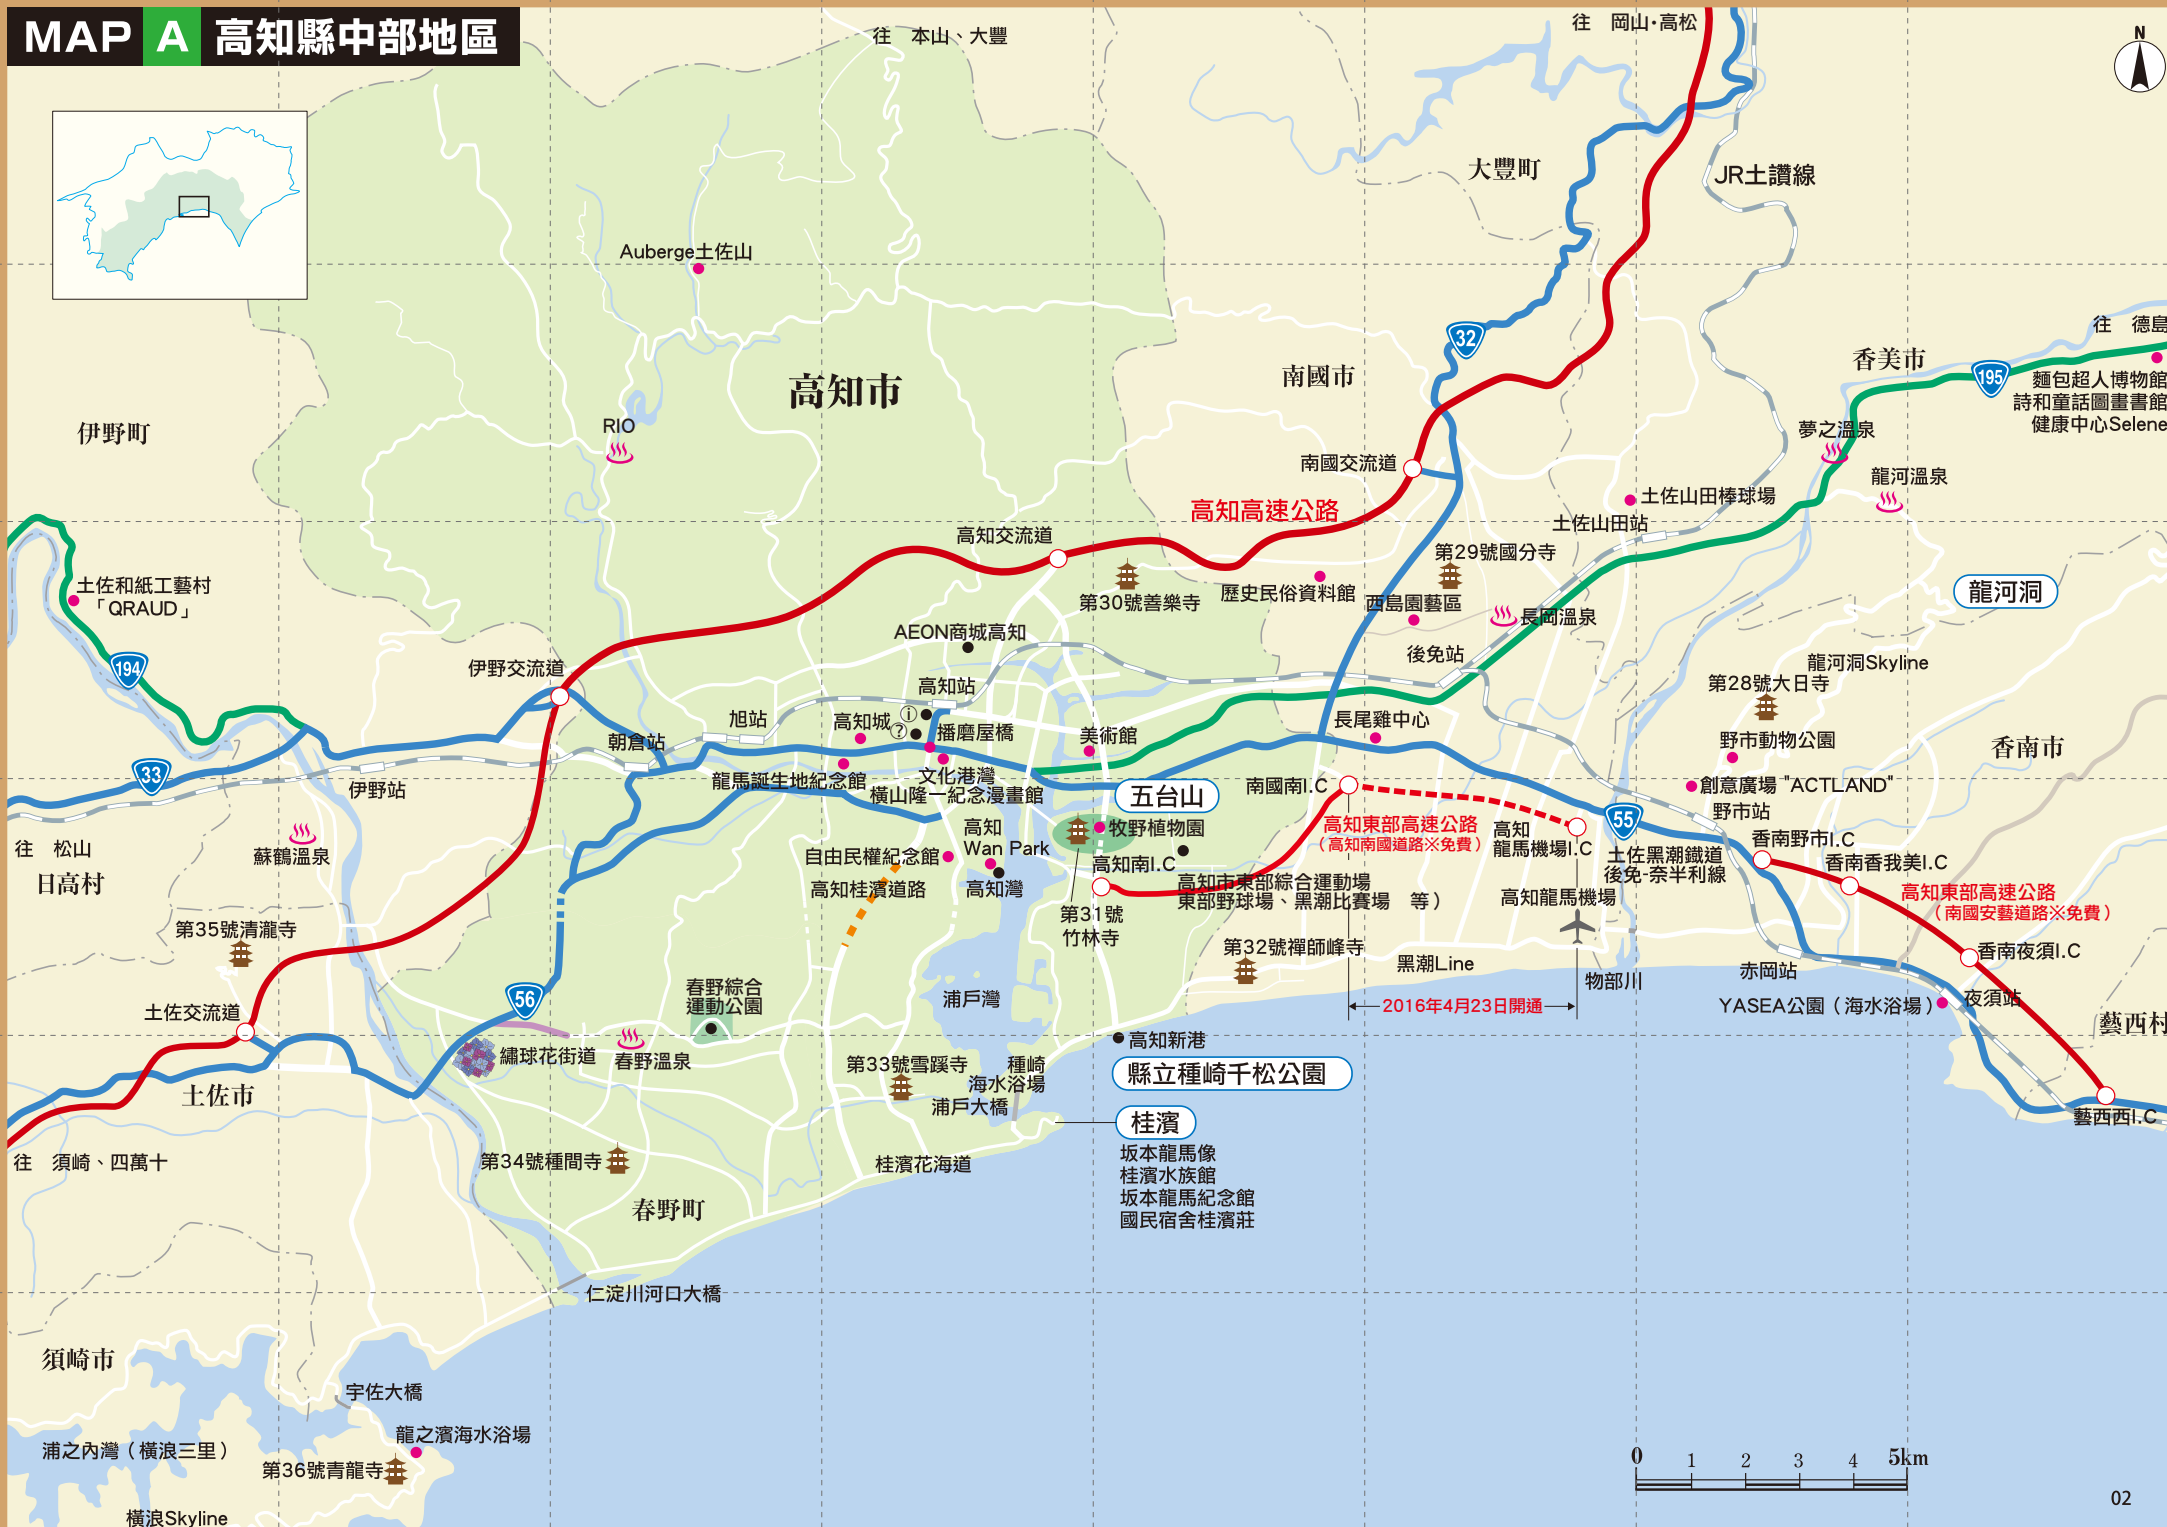 MAP A 高知縣中部地區
往　本山、大豐
往　岡山･高松
N
大豐町
JR土讚線
Auberge土佐山
往　德島
32
香美市
195
南國市
高知市
麵包超人博物館
詩和童話圖畫書館
健康中心Selene
伊野町
RIO
夢之溫泉
南國交流道
龍河溫泉
土佐山田棒球場
高知高速公路
土佐山田站
高知交流道
第29號國分寺
土佐和紙工藝村
「QRAUD」
第30號善樂寺
歷史民俗資料館
西島園藝區
長岡溫泉
龍河洞
AEON商城高知
後免站
194
伊野交流道
龍河洞Skyline
高知站
第28號大日寺
旭站
高知城
i
?
播磨屋橋
長尾雞中心
朝倉站
美術館
野市動物公園
香南市
33
龍馬誕生地紀念館
文化港灣
橫山隆一紀念漫畫館
伊野站
五台山
南國南I.C
創意廣場 "ACTLAND"
野市站
55
高知
Wan Park
牧野植物園
高知東部高速公路
(高知南國道路※免費)
高知
龍馬機場I.C
香南野市I.C
往　松山
蘇鶴溫泉
自由民權紀念館
高知南I.C
土佐黑潮鐵道
後免-奈半利線
香南香我美I.C
日高村
高知桂濱道路
高知灣
高知市東部綜合運動場
東部野球場、黑潮比賽場　等)
高知龍馬機場
高知東部高速公路
(南國安藝道路※免費)
第31號
竹林寺
第35號清瀧寺
第32號禪師峰寺
黑潮Line
香南夜須I.C
物部川
赤岡站
56
春野綜合
運動公園
浦戶灣
2016年4月23日開通
YASEA公園(海水浴場)
夜須站
土佐交流道
藝西村
高知新港
繡球花街道
春野溫泉
第33號雪蹊寺
種崎
海水浴場
縣立種崎千松公園
土佐市
浦戶大橋
桂濱
藝西西I.C
往　須崎、四萬十
第34號種間寺
桂濱花海道
坂本龍馬像
桂濱水族館
坂本龍馬紀念館
國民宿舍桂濱莊
春野町
仁淀川河口大橋
須崎市
宇佐大橋
龍之濱海水浴場
浦之內灣(橫浪三里)
第36號青龍寺
橫浪Skyline
0 1 2 3 4 5km
02